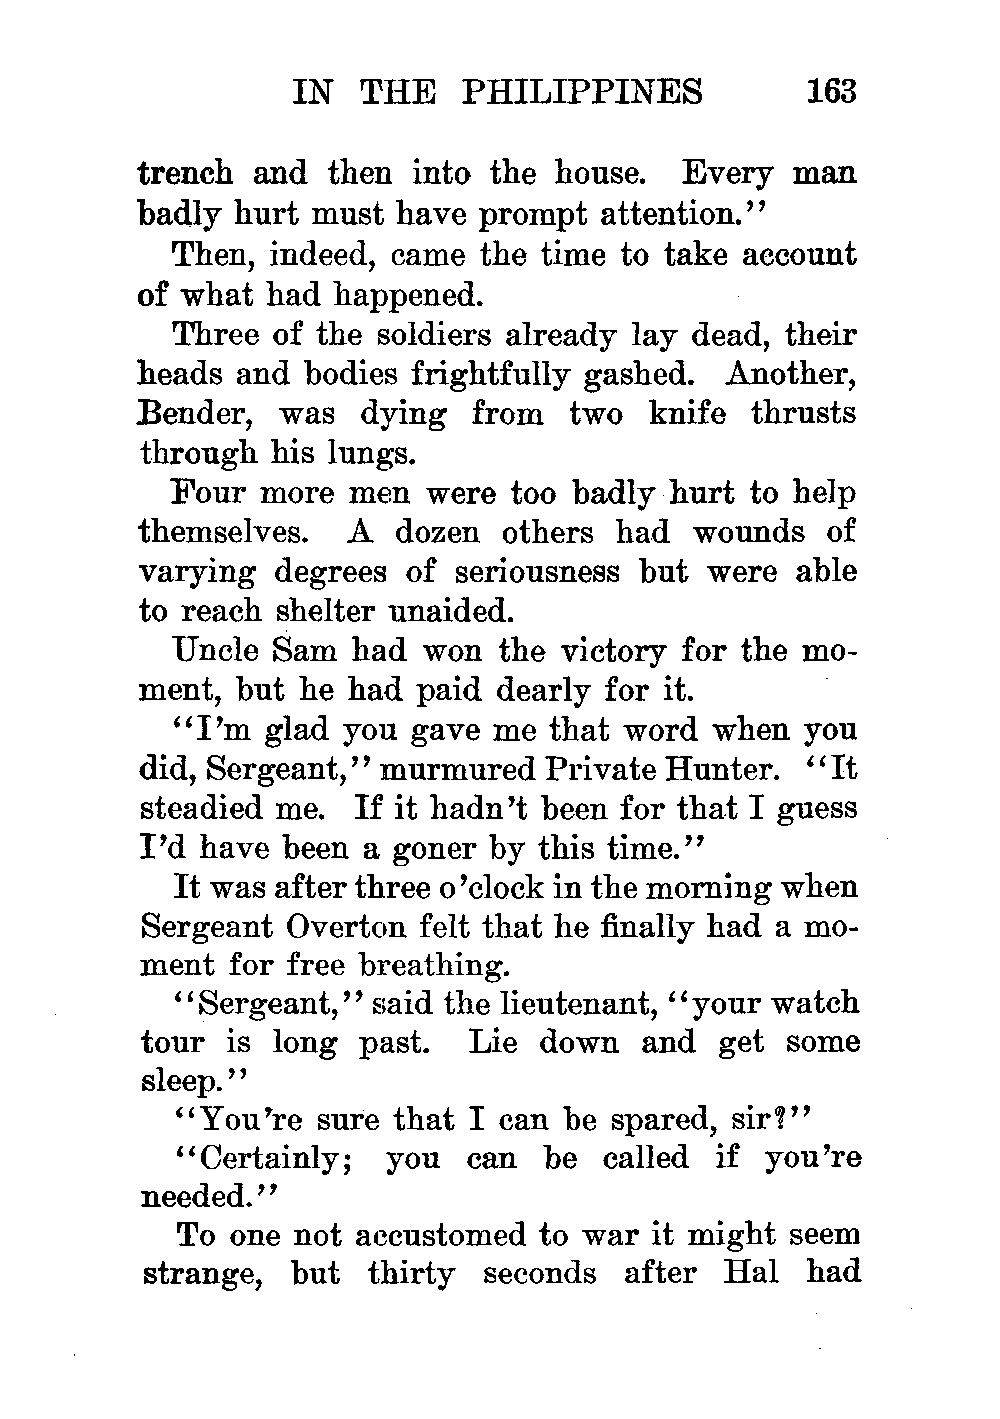 IN THE PHILIPPINES 163
trench and then into the house. Every man
badly hurt must have prompt attention."
Then, indeed, came the time to take account
of what had happened.
Three of the soldiers already lay dead, their
heads and bodies frightfully gashed. Another,
Bender, was dying from two knife thrusts
through his lungs.
Four more men were too badly hurt to help
themselves. A dozen others had wounds of
varying degrees of seriousness but were able
to reach shelter unaided.
Uncle Sam had won the victory for the mo-
ment, but he had paid dearly for it.
"I'm glad you gave me that word when you
did, Sergeant," murmured Private Hunter. "It
steadied me. If it hadn't been for that I guess
I'd have been a goner by this time."
It was after three o'clock in the morning when
Sergeant Overton felt that he finally had a mo-
ment for free breathing.
"Sergeant," said the lieutenant, "your watch
tour is long past. Lie down and get some
sleep."
"You're sure that I can be spared, sir?"
"Certainly; you can be called if you're
needed."
To one not accustomed to war it might seem
strange, but thirty seconds after Hal had